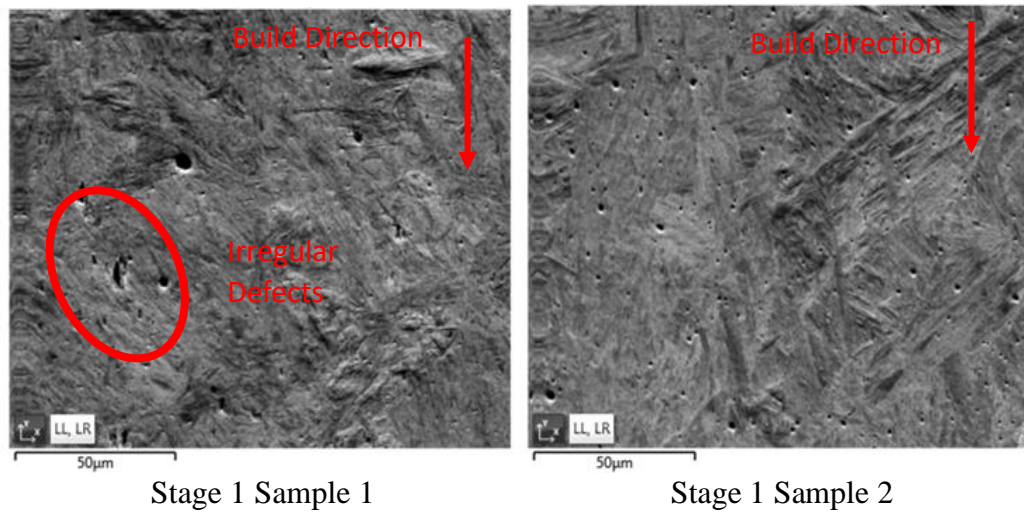 Build Direction
Irregular
Defects
LL, LR
50μm
Stage 1 Sample 1
Build Direction
LL, LR
50μm
Stage 1 Sample 2